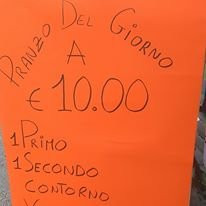 Pranzo Del Giorno
A
€ 10.00
1 Primo
1 Secondo
Contorno